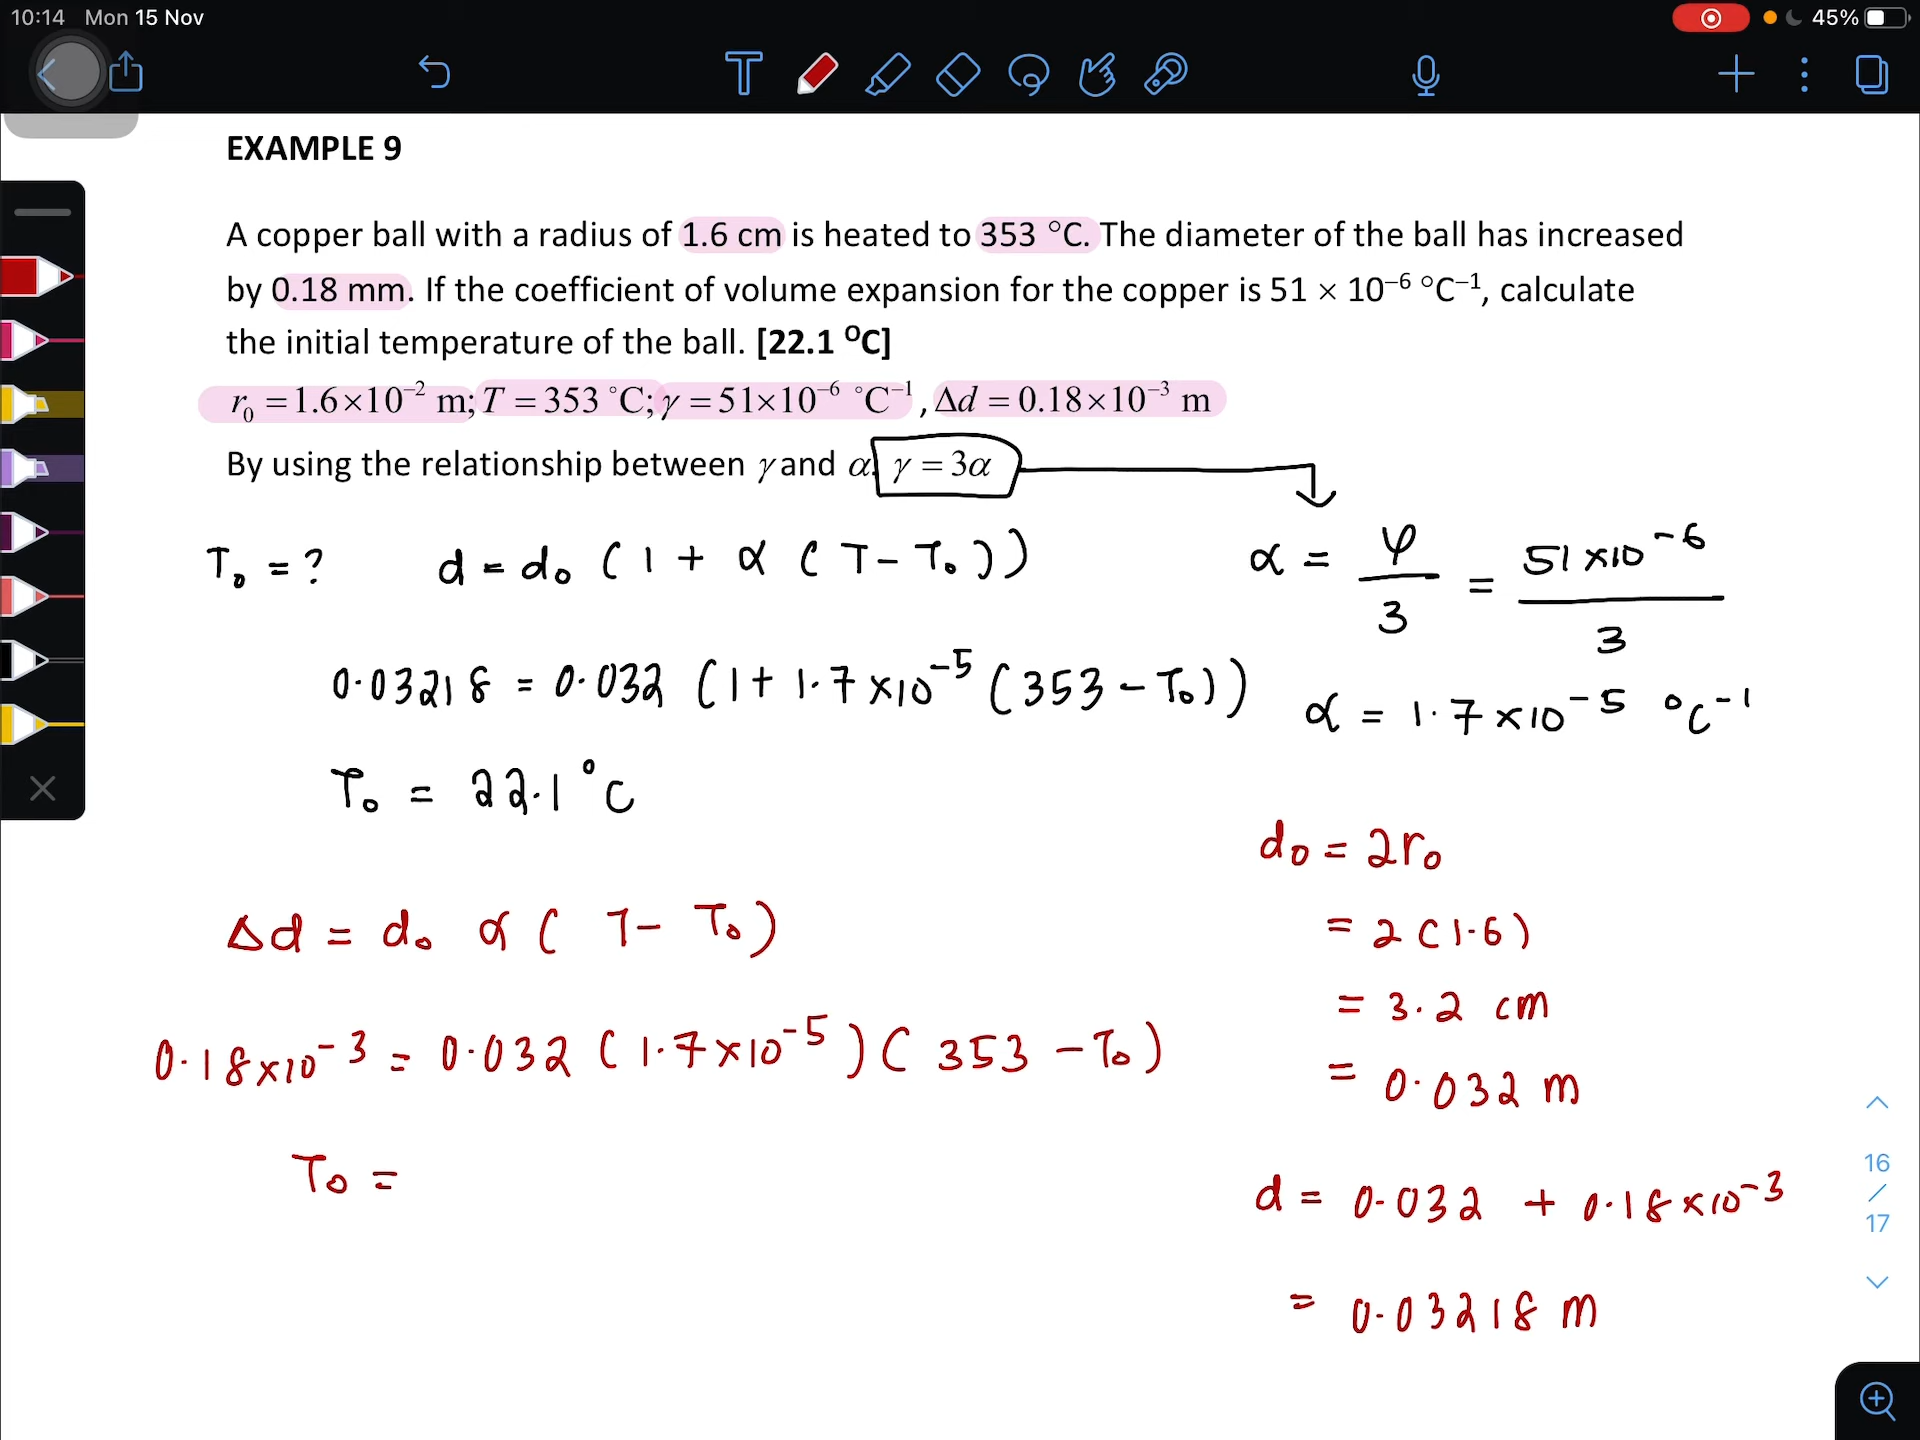 10:14 Mon 15 Nov
45%
EXAMPLE 9
A copper ball with a radius of 1.6 cm is heated to 353 °C. The diameter of the ball has increased
by 0.18 mm. If the coefficient of volume expansion for the copper is 51 × 10⁻⁶ °C⁻¹, calculate
the initial temperature of the ball. [22.1 ⁰C]
r₀ = 1.6×10⁻² m; T = 353 °C; γ = 51×10⁻⁶ °C⁻¹, Δd = 0.18×10⁻³ m
By using the relationship between γ and α, γ = 3α
T₀ = ? d = d₀ (1 + α (T − T₀))
α = γ/3 = 51 ×10⁻⁶/3
0.03218 = 0.032 (1 + 1.7 ×10⁻⁵ (353 − T₀))
α = 1.7 ×10⁻⁵ °C⁻¹
T₀ = 22.1 °C
Δd = d₀ α (T − T₀)
0.18×10⁻³ = 0.032 (1.7×10⁻⁵) (353 − T₀)
T₀ =
d₀ = 2r₀
= 2(1.6)
= 3.2 cm
= 0.032 m
d = 0.032 + 0.18×10⁻³
= 0.03218 m
16
/
17